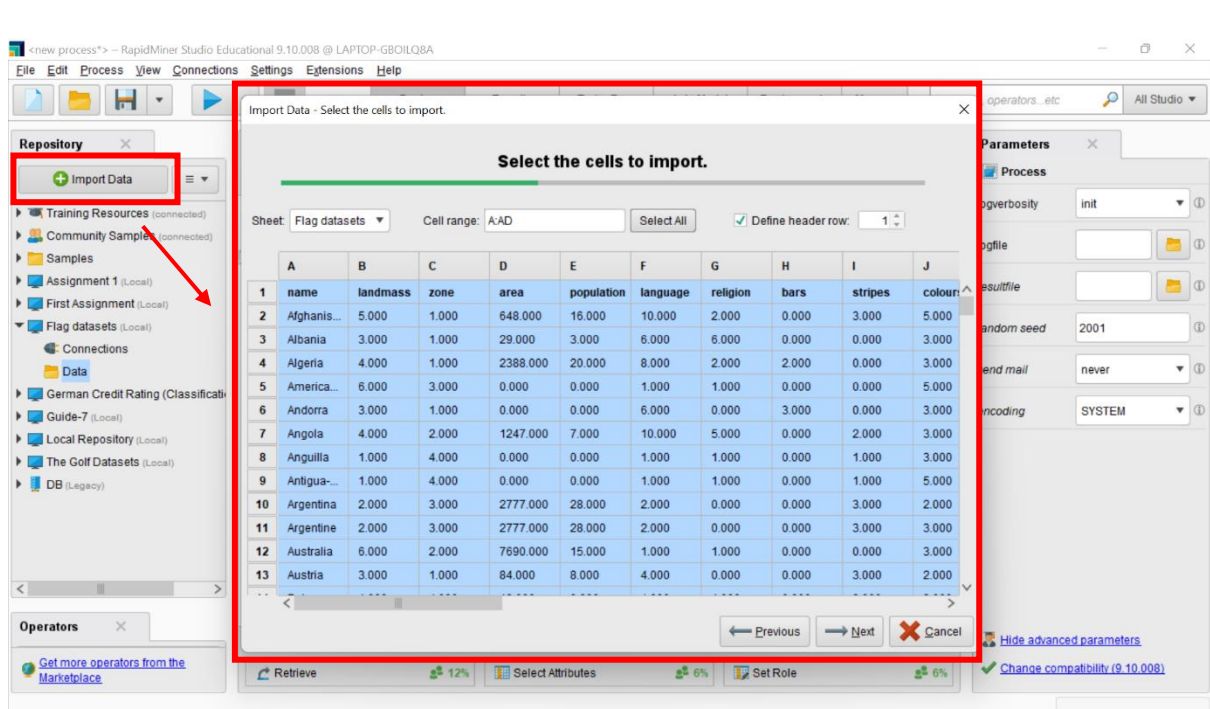 <new process*> – RapidMiner Studio Educational 9.10.008 @ LAPTOP-GBOILQ8A
File Edit Process View Connections Settings Extensions Help
operators...etc All Studio
Import Data - Select the cells to import.
Repository
Parameters
Select the cells to import.
Import Data
Process
Training Resources (connected)
Community Samples (connected)
Samples
Assignment 1 (Local)
First Assignment (Local)
Flag datasets (Local)
Connections
Data
German Credit Rating (Classificati
Guide-7 (Local)
Local Repository (Local)
The Golf Datasets (Local)
DB (Legacy)
Sheet: Flag datasets Cell range: A:AD Select All Define header row: 1
A B C D E F G H I J
1 name landmass zone area population language religion bars stripes colour
2 Afghanis... 5.000 1.000 648.000 16.000 10.000 2.000 0.000 3.000 5.000
3 Albania 3.000 1.000 29.000 3.000 6.000 6.000 0.000 0.000 3.000
4 Algeria 4.000 1.000 2388.000 20.000 8.000 2.000 2.000 0.000 3.000
5 America... 6.000 3.000 0.000 0.000 1.000 1.000 0.000 0.000 5.000
6 Andorra 3.000 1.000 0.000 0.000 6.000 0.000 3.000 0.000 3.000
7 Angola 4.000 2.000 1247.000 7.000 10.000 5.000 0.000 2.000 3.000
8 Anguilla 1.000 4.000 0.000 0.000 1.000 1.000 0.000 1.000 3.000
9 Antigua-... 1.000 4.000 0.000 0.000 1.000 1.000 0.000 1.000 5.000
10 Argentina 2.000 3.000 2777.000 28.000 2.000 0.000 0.000 3.000 2.000
11 Argentine 2.000 3.000 2777.000 28.000 2.000 0.000 0.000 3.000 3.000
12 Australia 6.000 2.000 7690.000 15.000 1.000 1.000 0.000 0.000 3.000
13 Austria 3.000 1.000 84.000 8.000 4.000 0.000 0.000 3.000 2.000
Previous Next Cancel
ogverbosity init
ogfile
esultfile
andom seed 2001
end mail never
encoding SYSTEM
Hide advanced parameters
Change compatibility (9.10.008)
Operators
Get more operators from the
Marketplace
Retrieve 12% Select Attributes 6% Set Role 6%